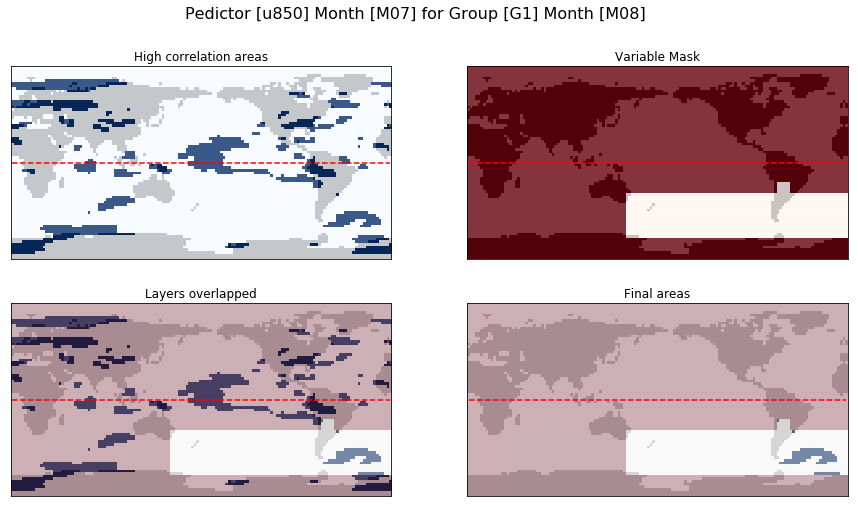 Pedictor [u850] Month [M07] for Group [G1] Month [M08]
High correlation areas
Variable Mask
Layers overlapped
Final areas